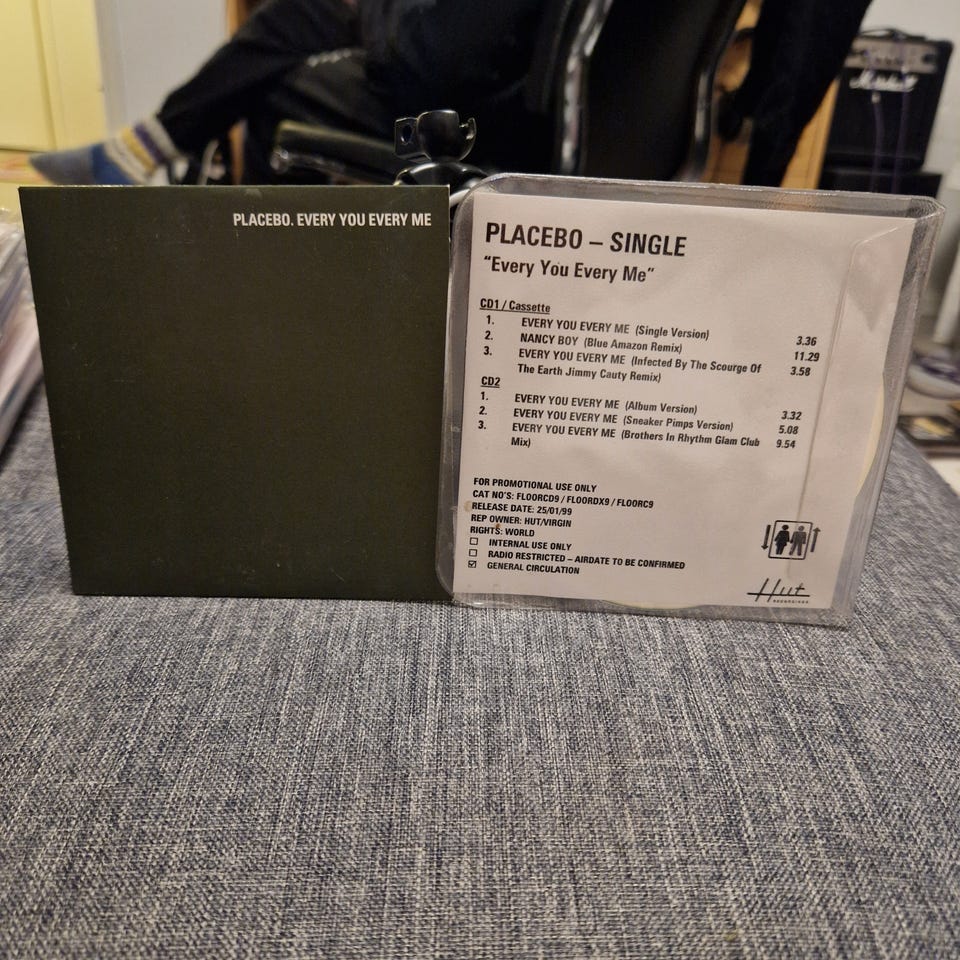 PLACEBO. EVERY YOU EVERY ME
PLACEBO – SINGLE
"Every You Every Me"
CD1 / Cassette
1. EVERY YOU EVERY ME (Single Version) 3.36
2. NANCY BOY (Blue Amazon Remix) 11.29
3. EVERY YOU EVERY ME (Infected By The Scourge Of 3.58
The Earth Jimmy Cauty Remix)
CD2
1. EVERY YOU EVERY ME (Album Version) 3.32
2. EVERY YOU EVERY ME (Sneaker Pimps Version) 5.08
3. EVERY YOU EVERY ME (Brothers In Rhythm Glam Club 9.54
Mix)
FOR PROMOTIONAL USE ONLY
CAT NO'S: FLOORCD9 / FLOORDX9 / FLOORC9
RELEASE DATE: 25/01/99
REP OWNER: HUT/VIRGIN
RIGHTS: WORLD
INTERNAL USE ONLY
RADIO RESTRICTED – AIRDATE TO BE CONFIRMED
GENERAL CIRCULATION
Hut
RECORDINGS
Marshall